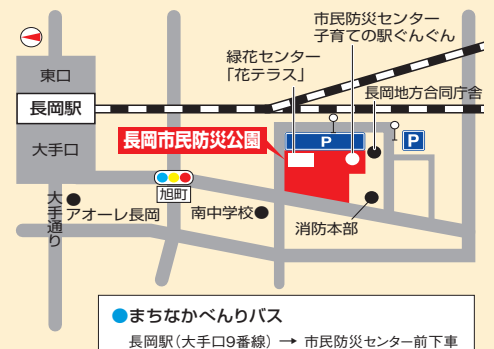 市民防災センター
子育ての駅ぐんぐん
緑花センター
「花テラス」
長岡地方合同庁舎
東口
長岡駅
大手口
長岡市民防災公園
P
P
旭町
大手通り
アオーレ長岡
南中学校
消防本部
●まちなかべんりバス
長岡駅(大手口9番線) → 市民防災センター前下車